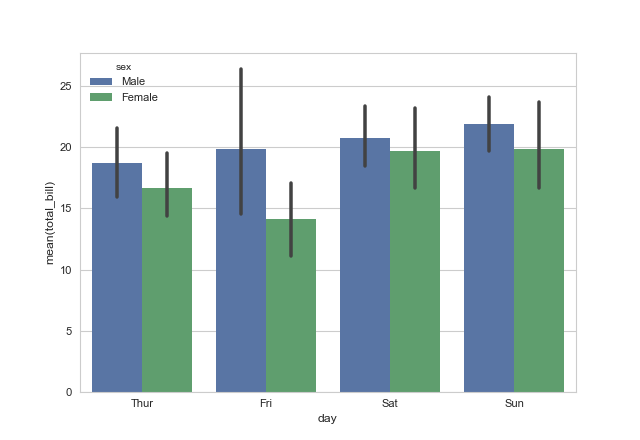 sex
Male
Female
25
20
15
10
5
0
mean(total_bill)
Thur Fri Sat Sun
day